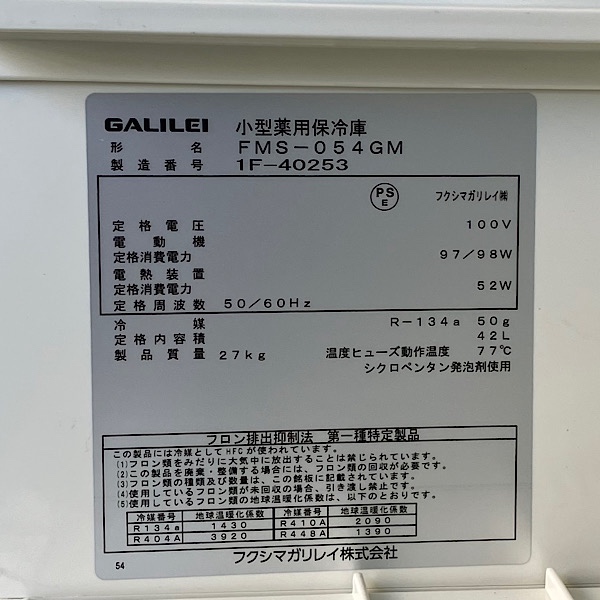 GALILEI 小型薬用保冷庫
形名 FMS-054GM
製造番号 1F-40253
PS E フクシマガリレイ㈱
定格電圧 100V
電動機
定格消費電力 97/98W
電熱装置
定格消費電力 52W
定格周波数 50/60Hz
冷媒 R-134a 50g
定格内容積 42L
製品質量 27kg 温度ヒューズ動作温度 77℃
シクロペンタン発泡剤使用
フロン排出抑制法 第一種特定製品
この製品には冷媒としてHFCが使われています。
(1)フロン類をみだりに大気中に放出することは禁じられています。
(2)この製品を廃棄・整備する場合には、フロン類の回収が必要です。
(3)フロン類の種類及び数量は、この銘板に記載されています。
(4)使用しているフロン類が未回収の場合、引き渡し禁止です。
(5)使用しているフロン類の地球温暖化係数は、以下のとおりです。
冷媒番号 地球温暖化係数 冷媒番号 地球温暖化係数
R134a 1430 R410A 2090
R404A 3920 R448A 1390
フクシマガリレイ株式会社
54